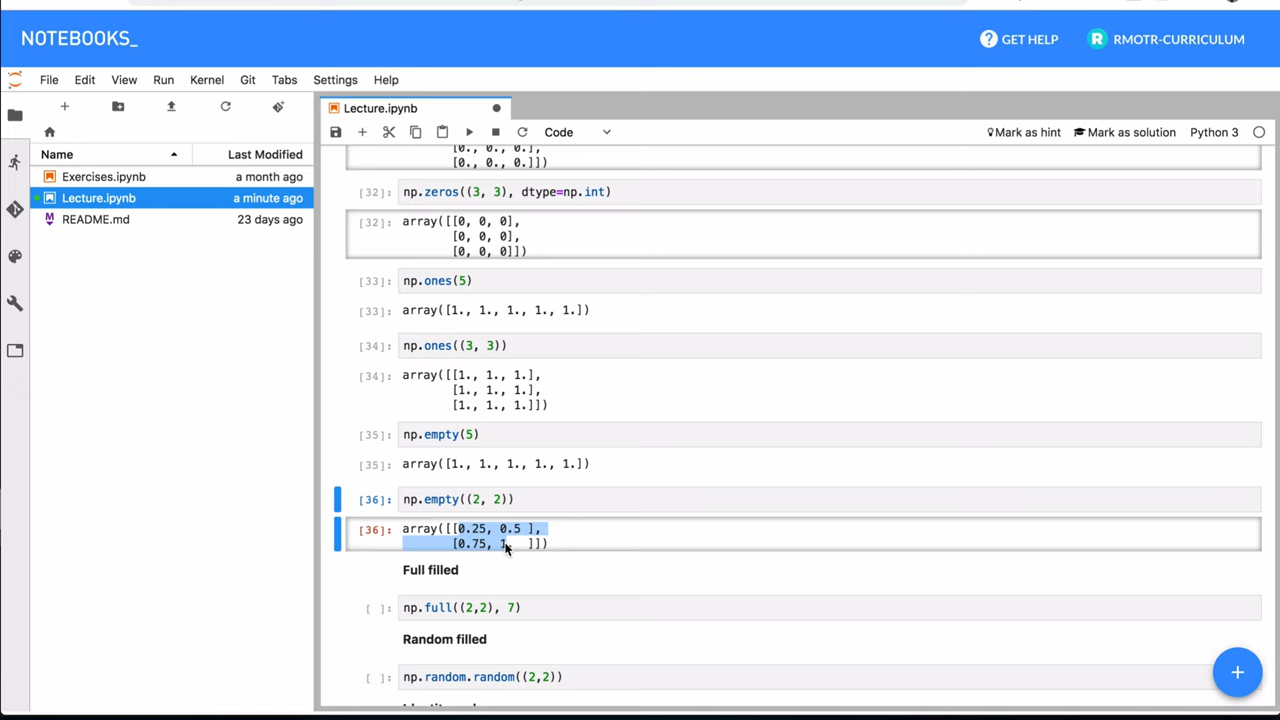 NOTEBOOKS_
? GET HELP
R RMOTR-CURRICULUM
File Edit View Run Kernel Git Tabs Settings Help
Lecture.ipynb
Code
Mark as hint
Mark as solution
Python 3
Name Last Modified
Exercises.ipynb a month ago
Lecture.ipynb a minute ago
README.md 23 days ago
[0., 0., 0.],
[0., 0., 0.]])
[32]: np.zeros((3, 3), dtype=np.int)
[32]: array([[0, 0, 0],
[0, 0, 0],
[0, 0, 0]])
[33]: np.ones(5)
[33]: array([1., 1., 1., 1., 1.])
[34]: np.ones((3, 3))
[34]: array([[1., 1., 1.],
[1., 1., 1.],
[1., 1., 1.]])
[35]: np.empty(5)
[35]: array([1., 1., 1., 1., 1.])
[36]: np.empty((2, 2))
[36]: array([[0.25, 0.5 ],
[0.75, 1. ]])
Full filled
[ ]: np.full((2,2), 7)
Random filled
[ ]: np.random.random((2,2))